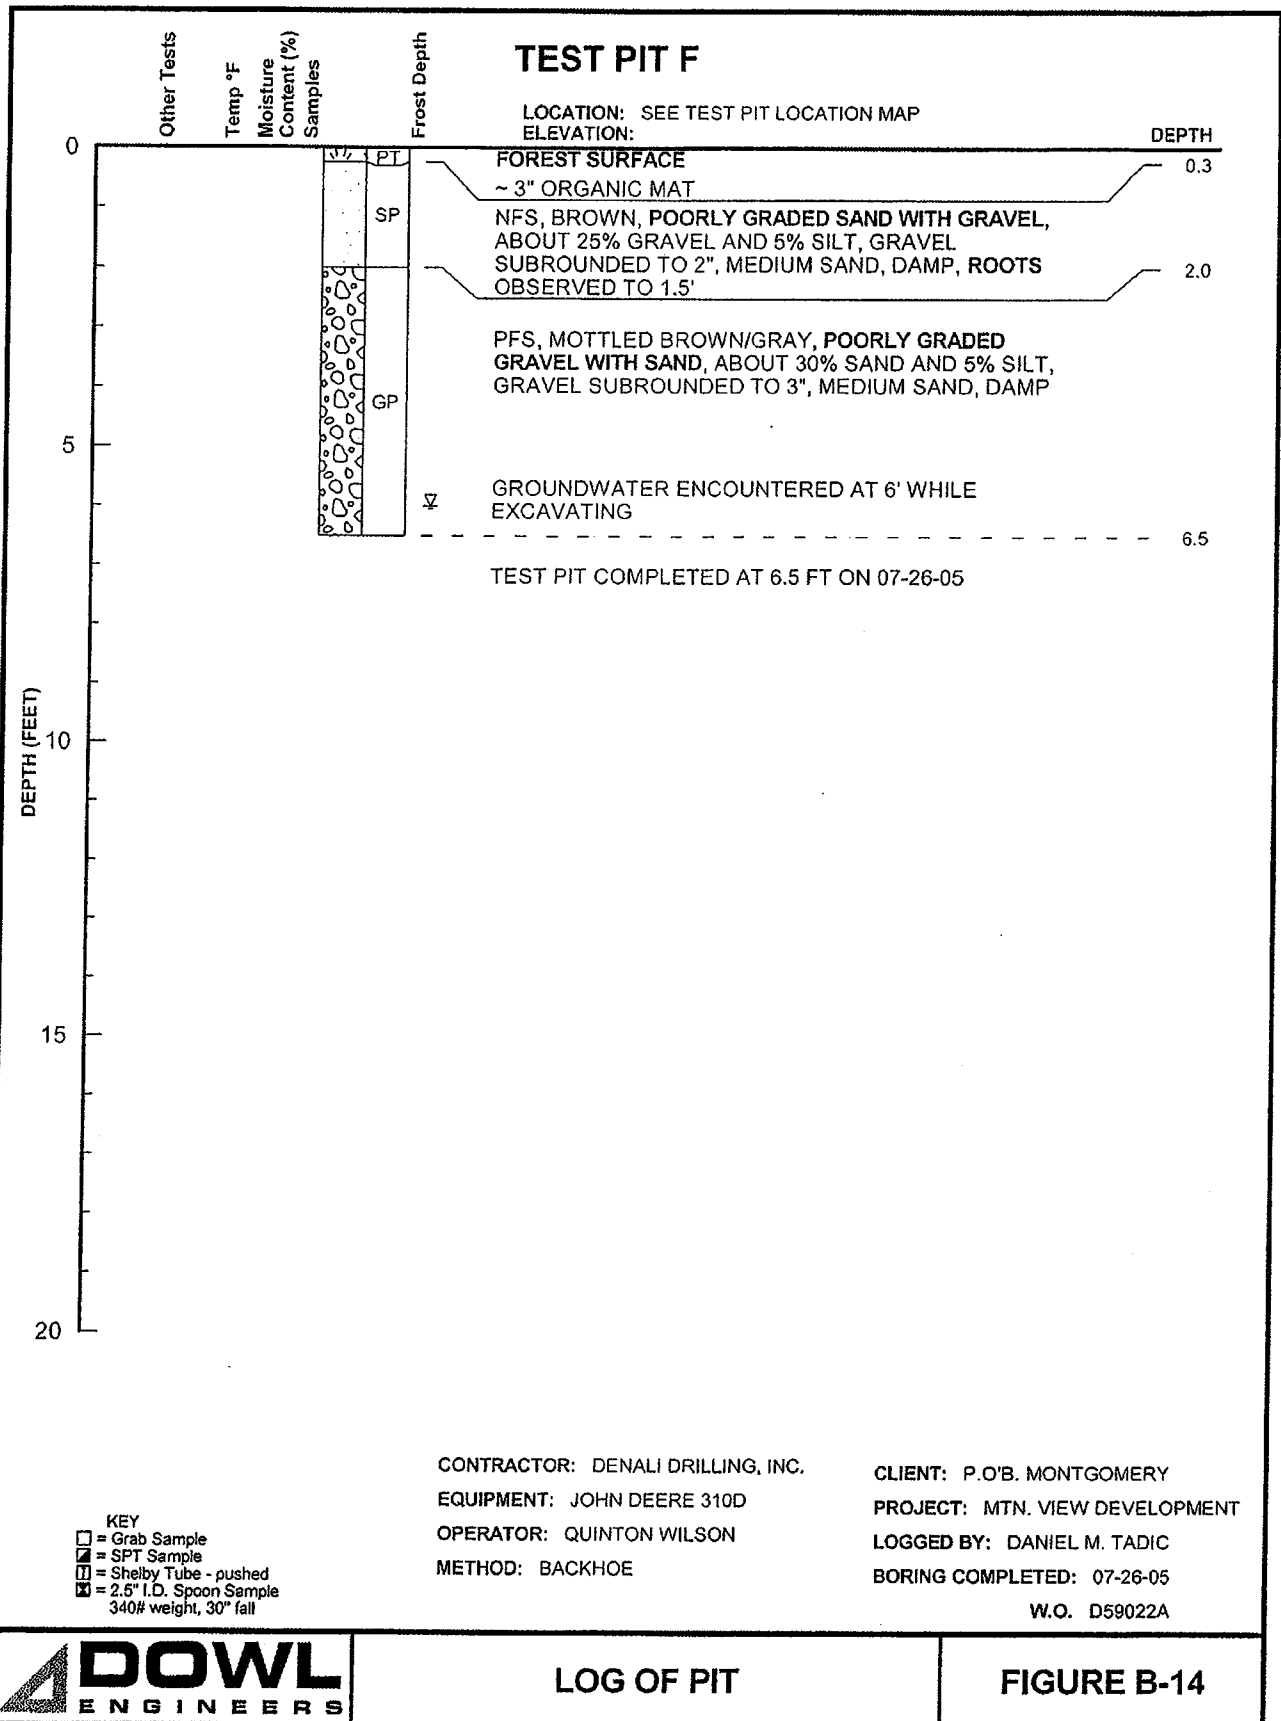 Other Tests
Temp °F
Moisture
Content (%)
Samples
Frost Depth
TEST PIT F
LOCATION: SEE TEST PIT LOCATION MAP
ELEVATION:
DEPTH
0
PT
FOREST SURFACE
0.3
~ 3" ORGANIC MAT
SP
NFS, BROWN, POORLY GRADED SAND WITH GRAVEL,
ABOUT 25% GRAVEL AND 5% SILT, GRAVEL
SUBROUNDED TO 2", MEDIUM SAND, DAMP, ROOTS
OBSERVED TO 1.5'
2.0
PFS, MOTTLED BROWN/GRAY, POORLY GRADED
GRAVEL WITH SAND, ABOUT 30% SAND AND 5% SILT,
GRAVEL SUBROUNDED TO 3", MEDIUM SAND, DAMP
GP
5
GROUNDWATER ENCOUNTERED AT 6' WHILE
EXCAVATING
6.5
TEST PIT COMPLETED AT 6.5 FT ON 07-26-05
DEPTH (FEET)
10
15
20
CONTRACTOR: DENALI DRILLING, INC.
EQUIPMENT: JOHN DEERE 310D
OPERATOR: QUINTON WILSON
METHOD: BACKHOE
CLIENT: P.O'B. MONTGOMERY
PROJECT: MTN. VIEW DEVELOPMENT
LOGGED BY: DANIEL M. TADIC
BORING COMPLETED: 07-26-05
W.O. D59022A
KEY
= Grab Sample
= SPT Sample
= Shelby Tube - pushed
= 2.5" I.D. Spoon Sample
340# weight, 30" fall
DOWL
ENGINEERS
LOG OF PIT
FIGURE B-14